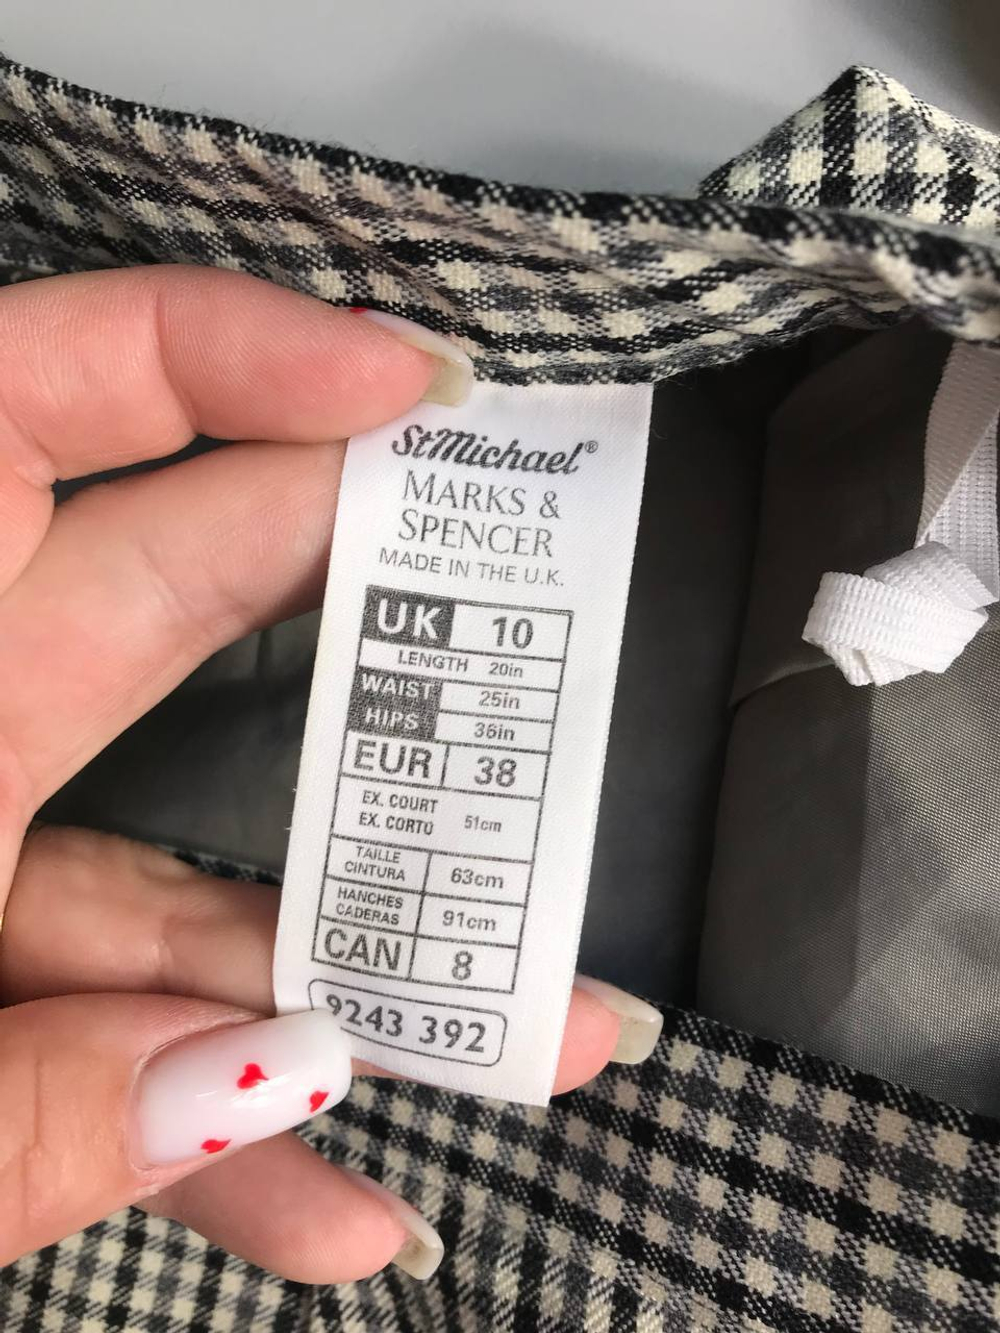 StMichael®
MARKS &
SPENCER
MADE IN THE U.K.
UK 10
LENGTH 20in
WAIST 25in
HIPS 36in
EUR 38
EX. COURT
EX. CORTO 51cm
TAILLE
CINTURA 63cm
HANCHES
CADERAS 91cm
CAN 8
9243 392